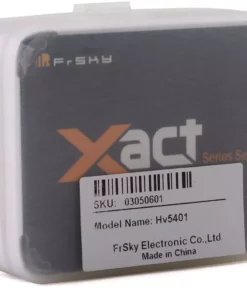 FrSky
Xact
Series
SKU: 03050601
Model Name: Hv5401
FrSky Electronic Co.,Ltd
Made in China